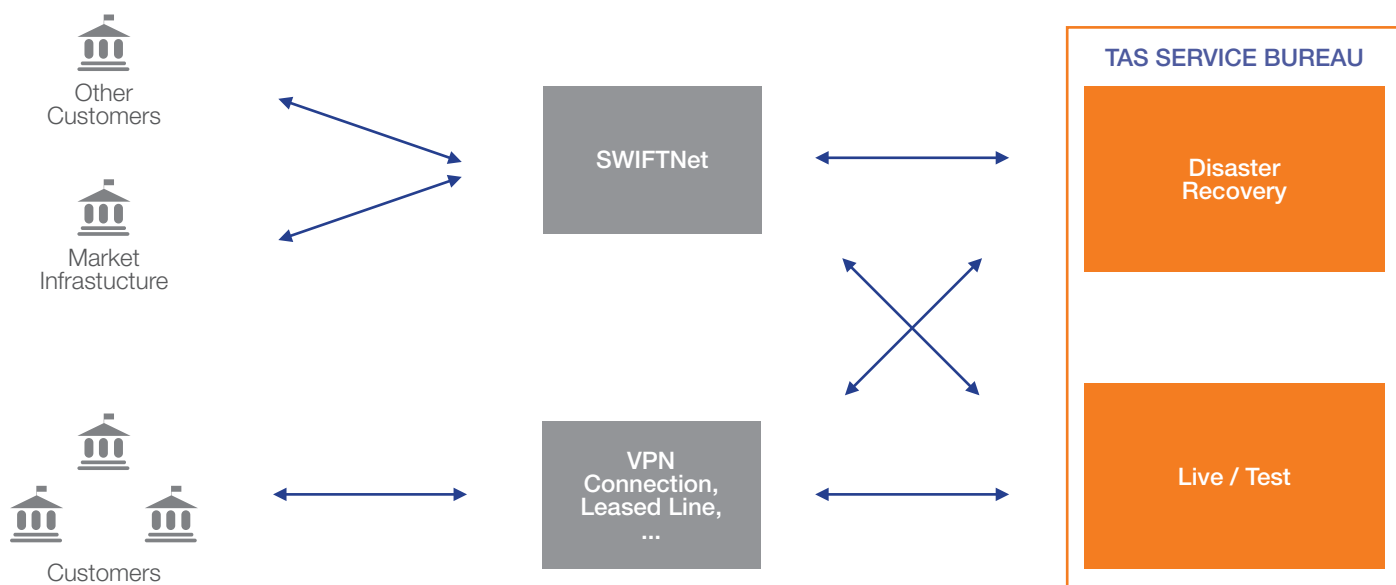 Other
Customers
Market
Infrastucture
Customers
SWIFTNet
VPN
Connection,
Leased Line,
...
TAS SERVICE BUREAU
Disaster
Recovery
Live / Test